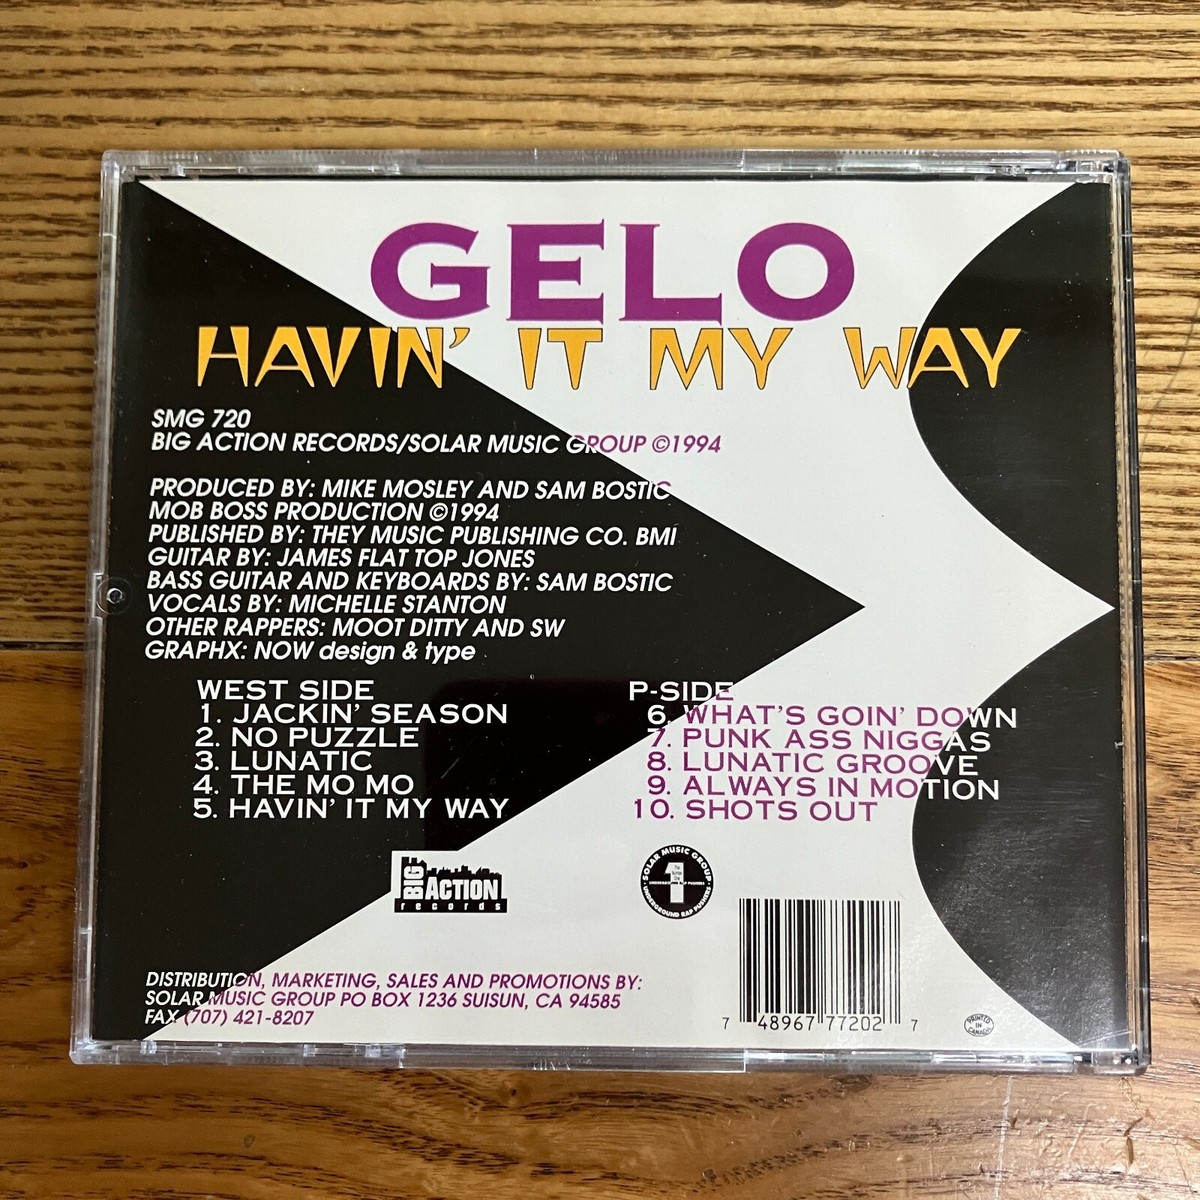 GELO
HAVIN' IT MY WAY
SMG 720
BIG ACTION RECORDS/SOLAR MUSIC GROUP ©1994
PRODUCED BY: MIKE MOSLEY AND SAM BOSTIC
MOB BOSS PRODUCTION ©1994
PUBLISHED BY: THEY MUSIC PUBLISHING CO. BMI
GUITAR BY: JAMES FLAT TOP JONES
BASS GUITAR AND KEYBOARDS BY: SAM BOSTIC
VOCALS BY: MICHELLE STANTON
OTHER RAPPERS: MOOT DITTY AND SW
GRAPHX: NOW design & type
WEST SIDE
1. JACKIN' SEASON
2. NO PUZZLE
3. LUNATIC
4. THE MO MO
5. HAVIN' IT MY WAY
P-SIDE
6. WHAT'S GOIN' DOWN
7. PUNK ASS NIGGAS
8. LUNATIC GROOVE
9. ALWAYS IN MOTION
10. SHOTS OUT
BIG ACTION
records
SOLAR MUSIC GROUP
1
UNDERGROUND RAP PUSHERS
DISTRIBUTION, MARKETING, SALES AND PROMOTIONS BY:
SOLAR MUSIC GROUP PO BOX 1236 SUISUN, CA 94585
FAX (707) 421-8207
7 48967 77202 7
PRINTED
IN
CANADA